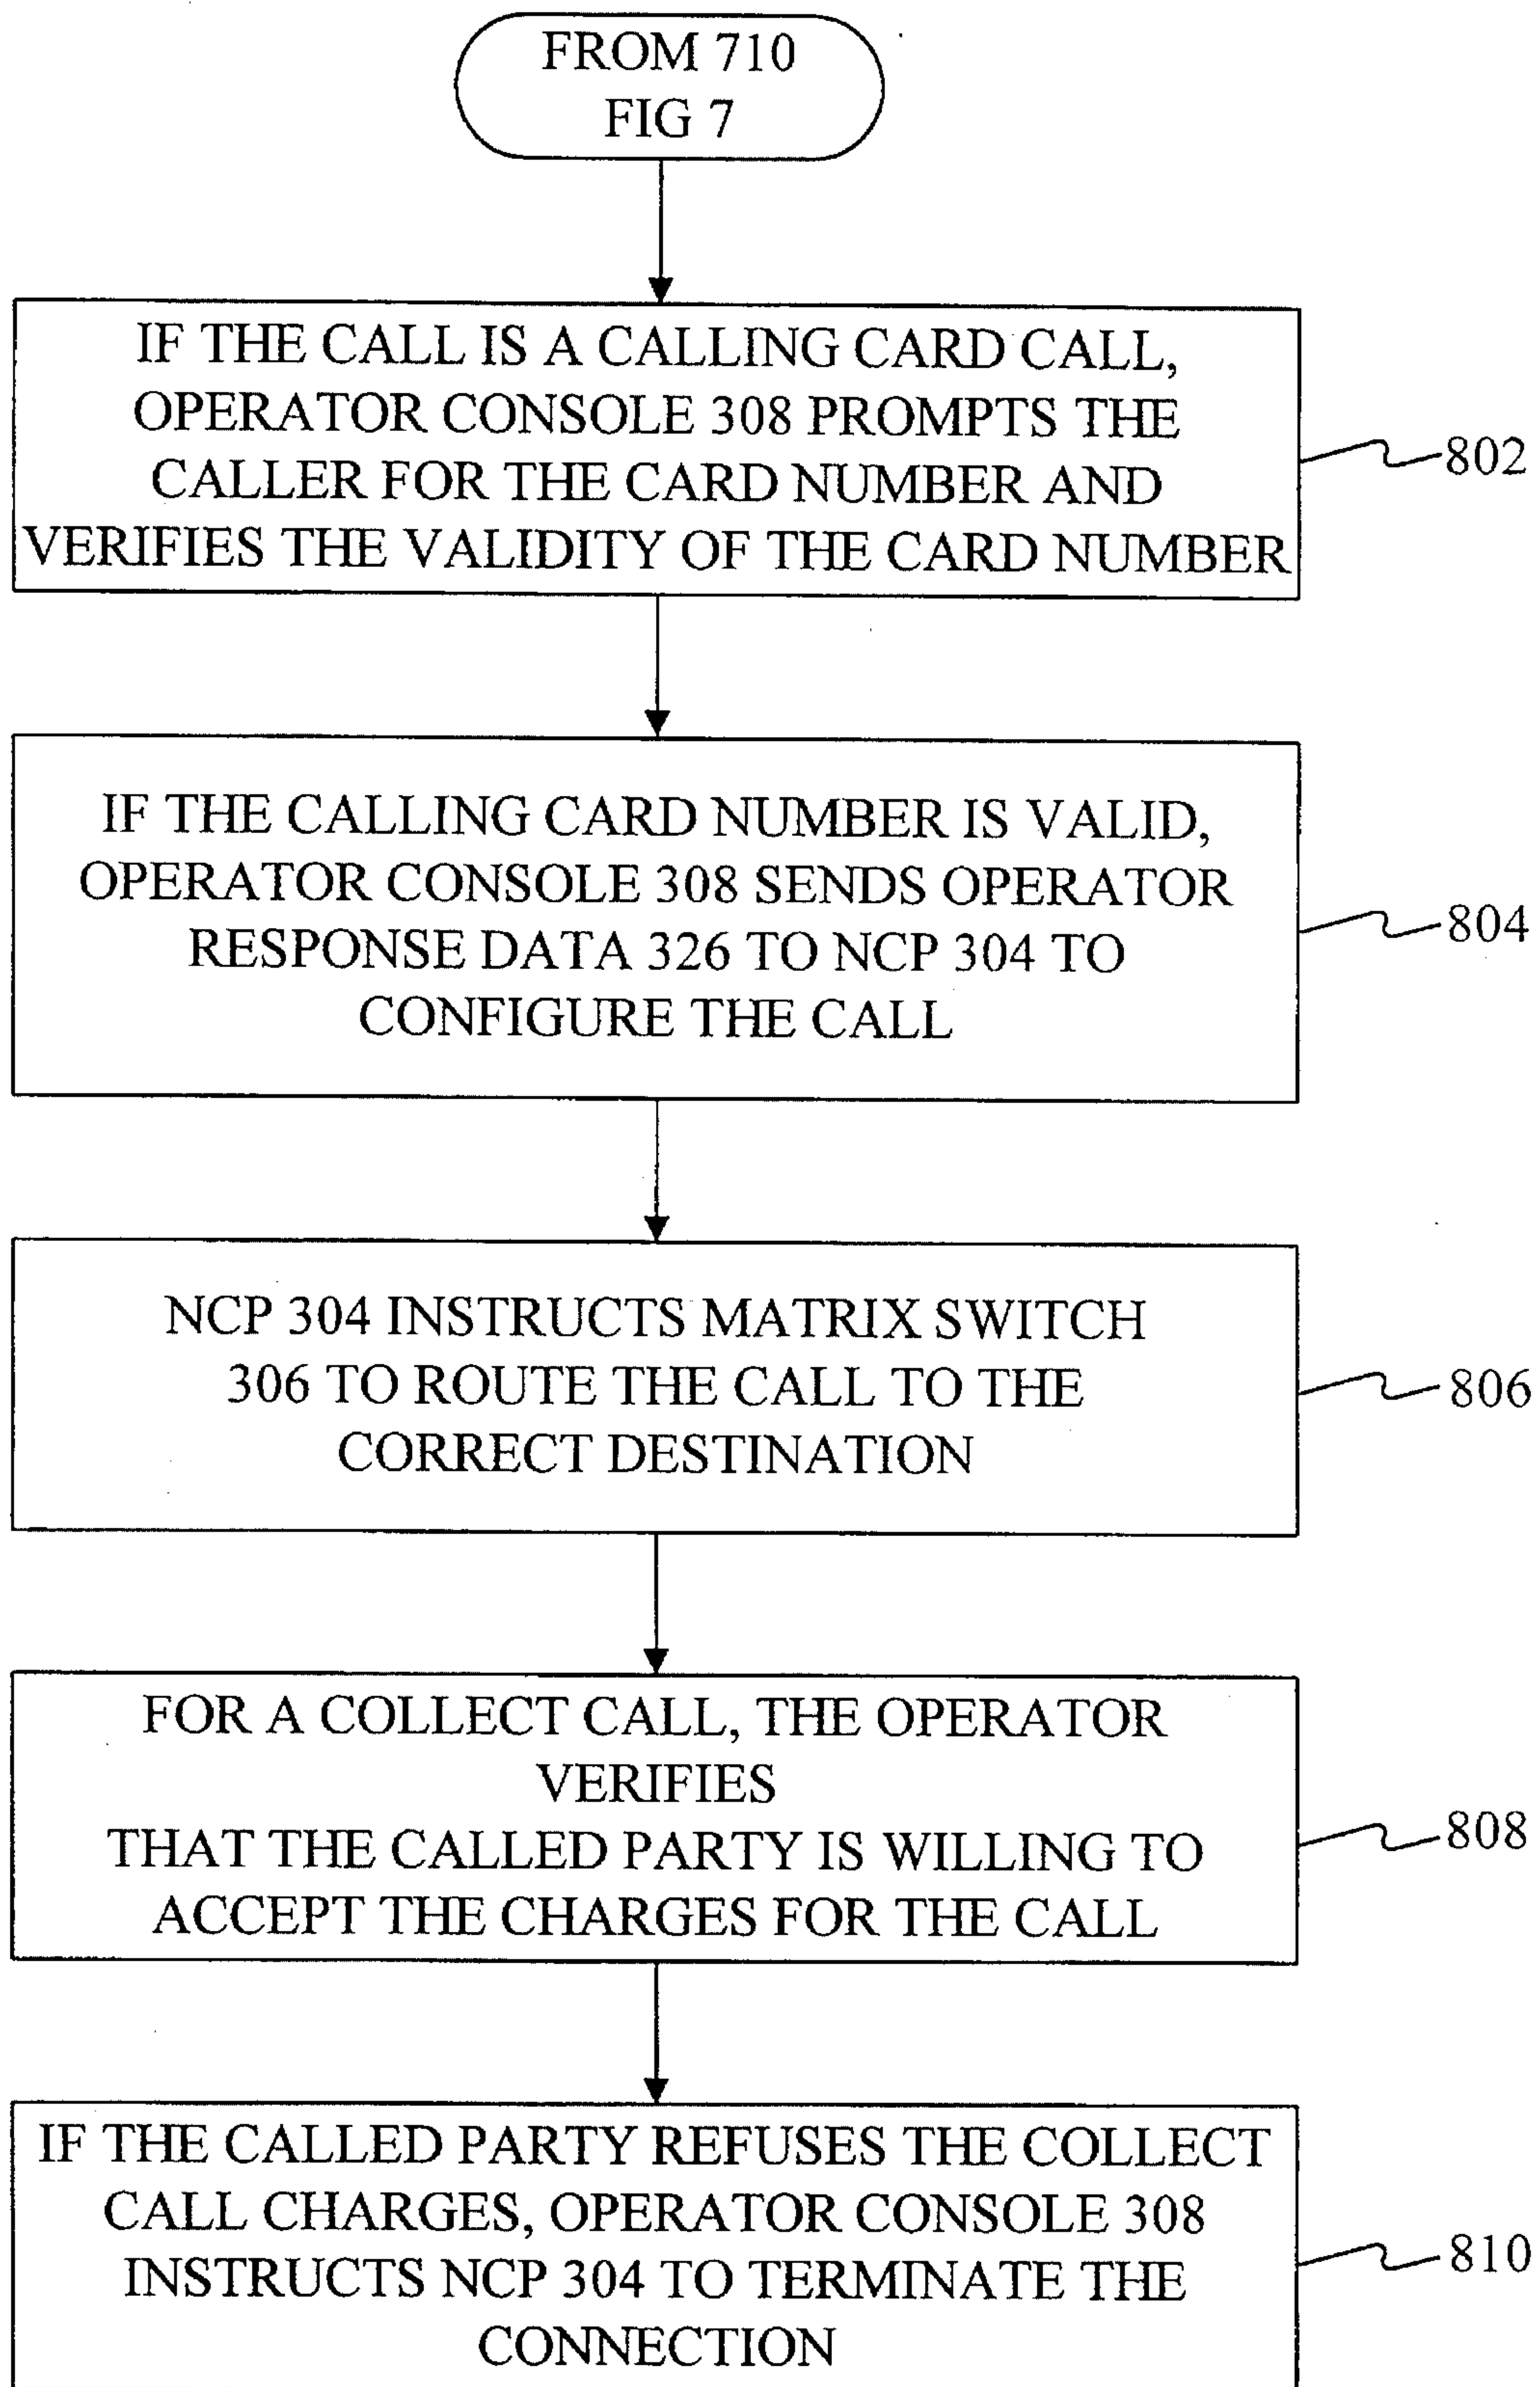 FROM 710
FIG 7
IF THE CALL IS A CALLING CARD CALL,
OPERATOR CONSOLE 308 PROMPTS THE
CALLER FOR THE CARD NUMBER AND
VERIFIES THE VALIDITY OF THE CARD NUMBER
802
IF THE CALLING CARD NUMBER IS VALID,
OPERATOR CONSOLE 308 SENDS OPERATOR
RESPONSE DATA 326 TO NCP 304 TO
CONFIGURE THE CALL
804
NCP 304 INSTRUCTS MATRIX SWITCH
306 TO ROUTE THE CALL TO THE
CORRECT DESTINATION
806
FOR A COLLECT CALL, THE OPERATOR
VERIFIES
THAT THE CALLED PARTY IS WILLING TO
ACCEPT THE CHARGES FOR THE CALL
808
IF THE CALLED PARTY REFUSES THE COLLECT
CALL CHARGES, OPERATOR CONSOLE 308
INSTRUCTS NCP 304 TO TERMINATE THE
CONNECTION
810